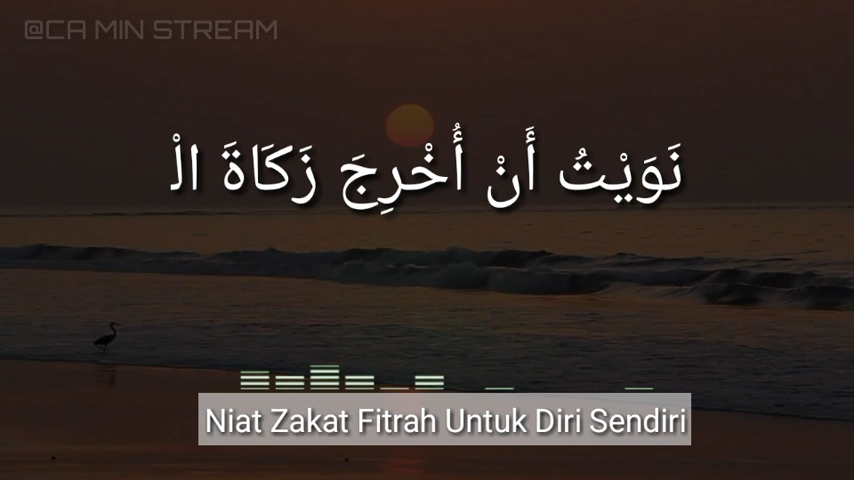 @CA MIN STREAM
نَوَيْتُ أَنْ أُخْرِجَ زَكَاةَ الْ
Niat Zakat Fitrah Untuk Diri Sendiri